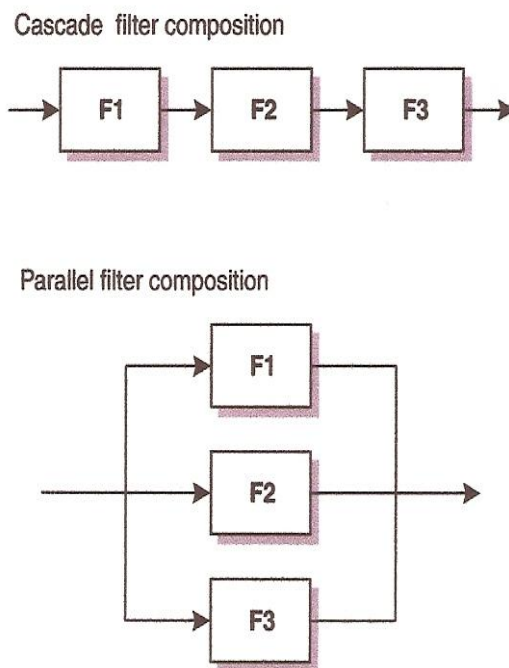 Cascade filter composition
F1 F2 F3
Parallel filter composition
F1
F2
F3